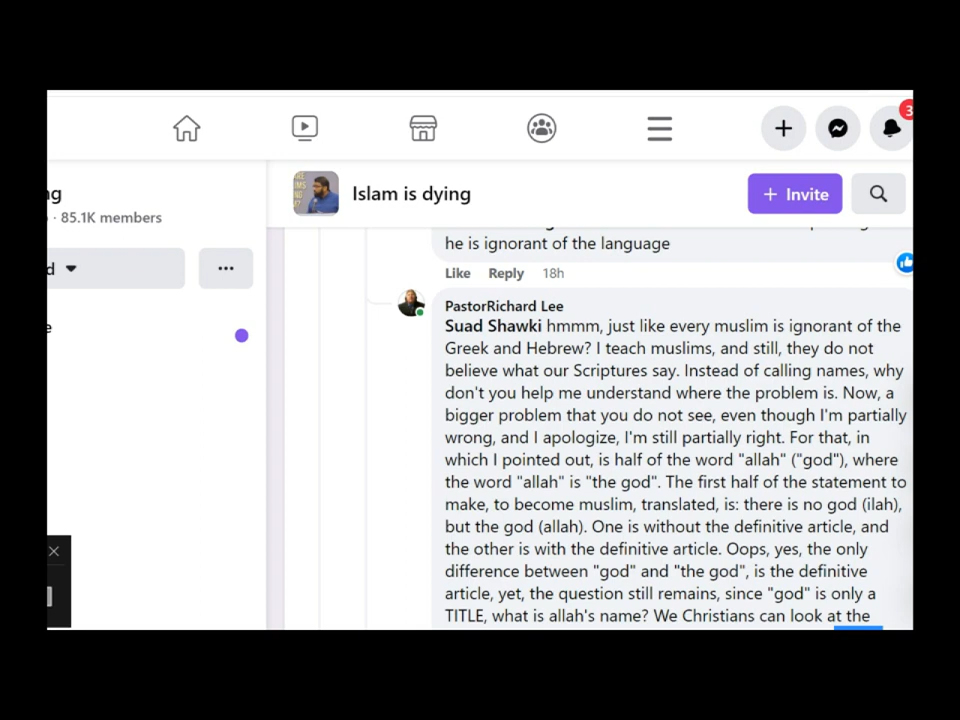 3
ng
Islam is dying
Invite
· 85.1K members
he is ignorant of the language
d
Like Reply 18h
PastorRichard Lee
Suad Shawki hmmm, just like every muslim is ignorant of the
e
Greek and Hebrew? I teach muslims, and still, they do not
believe what our Scriptures say. Instead of calling names, why
don't you help me understand where the problem is. Now, a
bigger problem that you do not see, even though I'm partially
wrong, and I apologize, I'm still partially right. For that, in
which I pointed out, is half of the word "allah" ("god"), where
the word "allah" is "the god". The first half of the statement to
make, to become muslim, translated, is: there is no god (ilah),
but the god (allah). One is without the definitive article, and
the other is with the definitive article. Oops, yes, the only
difference between "god" and "the god", is the definitive
article, yet, the question still remains, since "god" is only a
TITLE, what is allah's name? We Christians can look at the